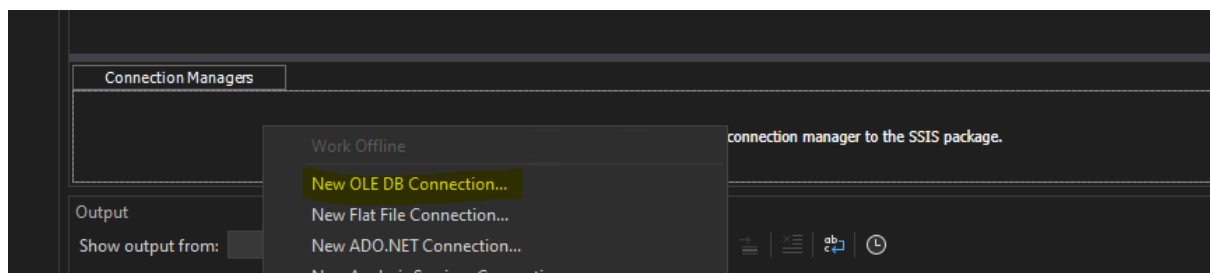 Connection Managers
connection manager to the SSIS package.
Work Offline
New OLE DB Connection...
Output
New Flat File Connection...
Show output from:
New ADO.NET Connection...